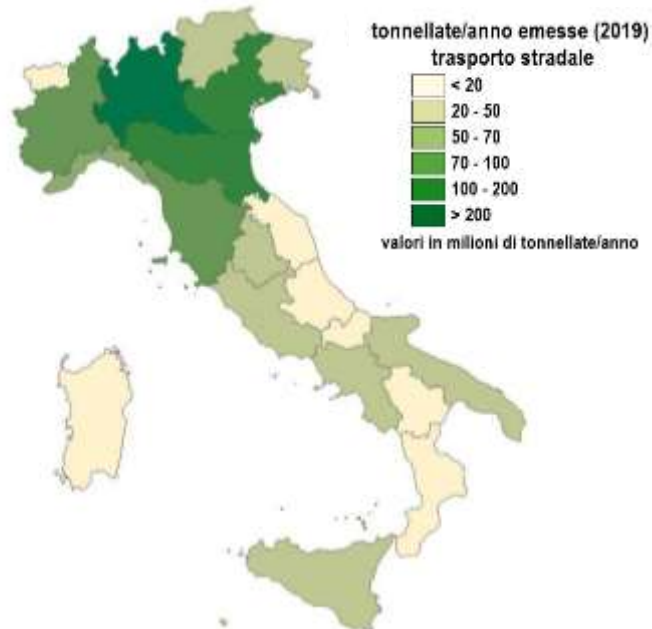 tonnellate/anno emesse (2019)
trasporto stradale
< 20
20 - 50
50 - 70
70 - 100
100 - 200
> 200
valori in milioni di tonnellate/anno